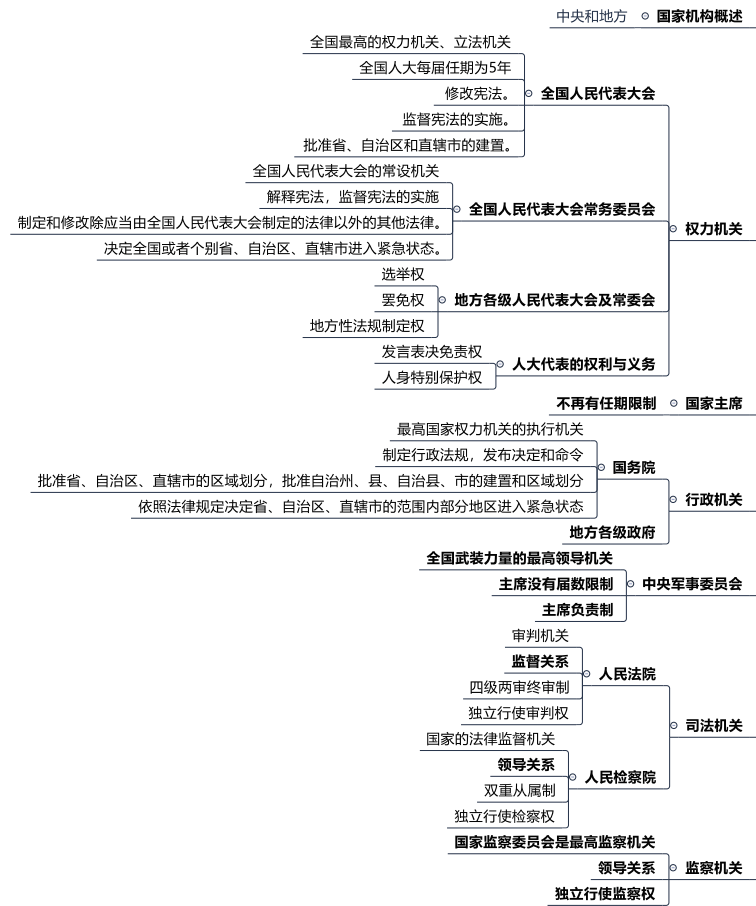 国家机构概述
中央和地方
权力机关
全国人民代表大会
全国最高的权力机关、立法机关
全国人大每届任期为5年
修改宪法。
监督宪法的实施。
批准省、自治区和直辖市的建置。
全国人民代表大会常务委员会
全国人民代表大会的常设机关
解释宪法，监督宪法的实施
制定和修改除应当由全国人民代表大会制定的法律以外的其他法律。
决定全国或者个别省、自治区、直辖市进入紧急状态。
地方各级人民代表大会及常委会
选举权
罢免权
地方性法规制定权
人大代表的权利与义务
发言表决免责权
人身特别保护权
国家主席
不再有任期限制
行政机关
国务院
最高国家权力机关的执行机关
制定行政法规，发布决定和命令
批准省、自治区、直辖市的区域划分，批准自治州、县、自治县、市的建置和区域划分
依照法律规定决定省、自治区、直辖市的范围内部分地区进入紧急状态
地方各级政府
中央军事委员会
全国武装力量的最高领导机关
主席没有届数限制
主席负责制
司法机关
人民法院
审判机关
监督关系
四级两审终审制
独立行使审判权
人民检察院
国家的法律监督机关
领导关系
双重从属制
独立行使检察权
监察机关
国家监察委员会是最高监察机关
领导关系
独立行使监察权